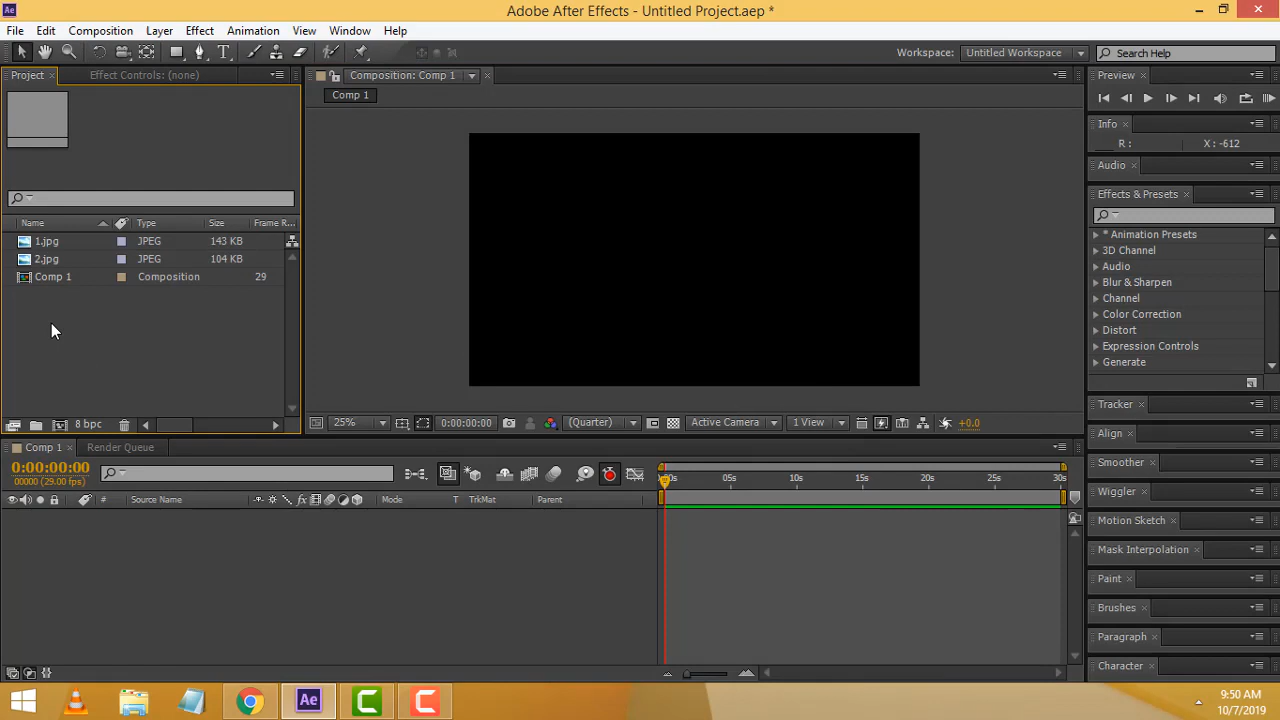 Adobe After Effects - Untitled Project.aep *
File Edit Composition Layer Effect Animation View Window Help
Workspace: Untitled Workspace Search Help
Project Effect Controls: (none) Composition: Comp 1 Preview
Comp 1
Info
R : X : -612
Audio
Effects & Presets
Name Type Size Frame R...
1.jpg JPEG 143 KB
2.jpg JPEG 104 KB
Comp 1 Composition 29
* Animation Presets
3D Channel
Audio
Blur & Sharpen
Channel
Color Correction
Distort
Expression Controls
Generate
8 bpc 25% 0:00:00:00 (Quarter) Active Camera 1 View +0.0
Tracker
Align
Smoother
Wiggler
Motion Sketch
Mask Interpolation
Paint
Brushes
Paragraph
Character
Comp 1 Render Queue
0:00:00:00
00000 (29.00 fps)
05s 10s 15s 20s 25s 30s
# Source Name Mode T TrkMat Parent
Ae
9:50 AM
10/7/2019